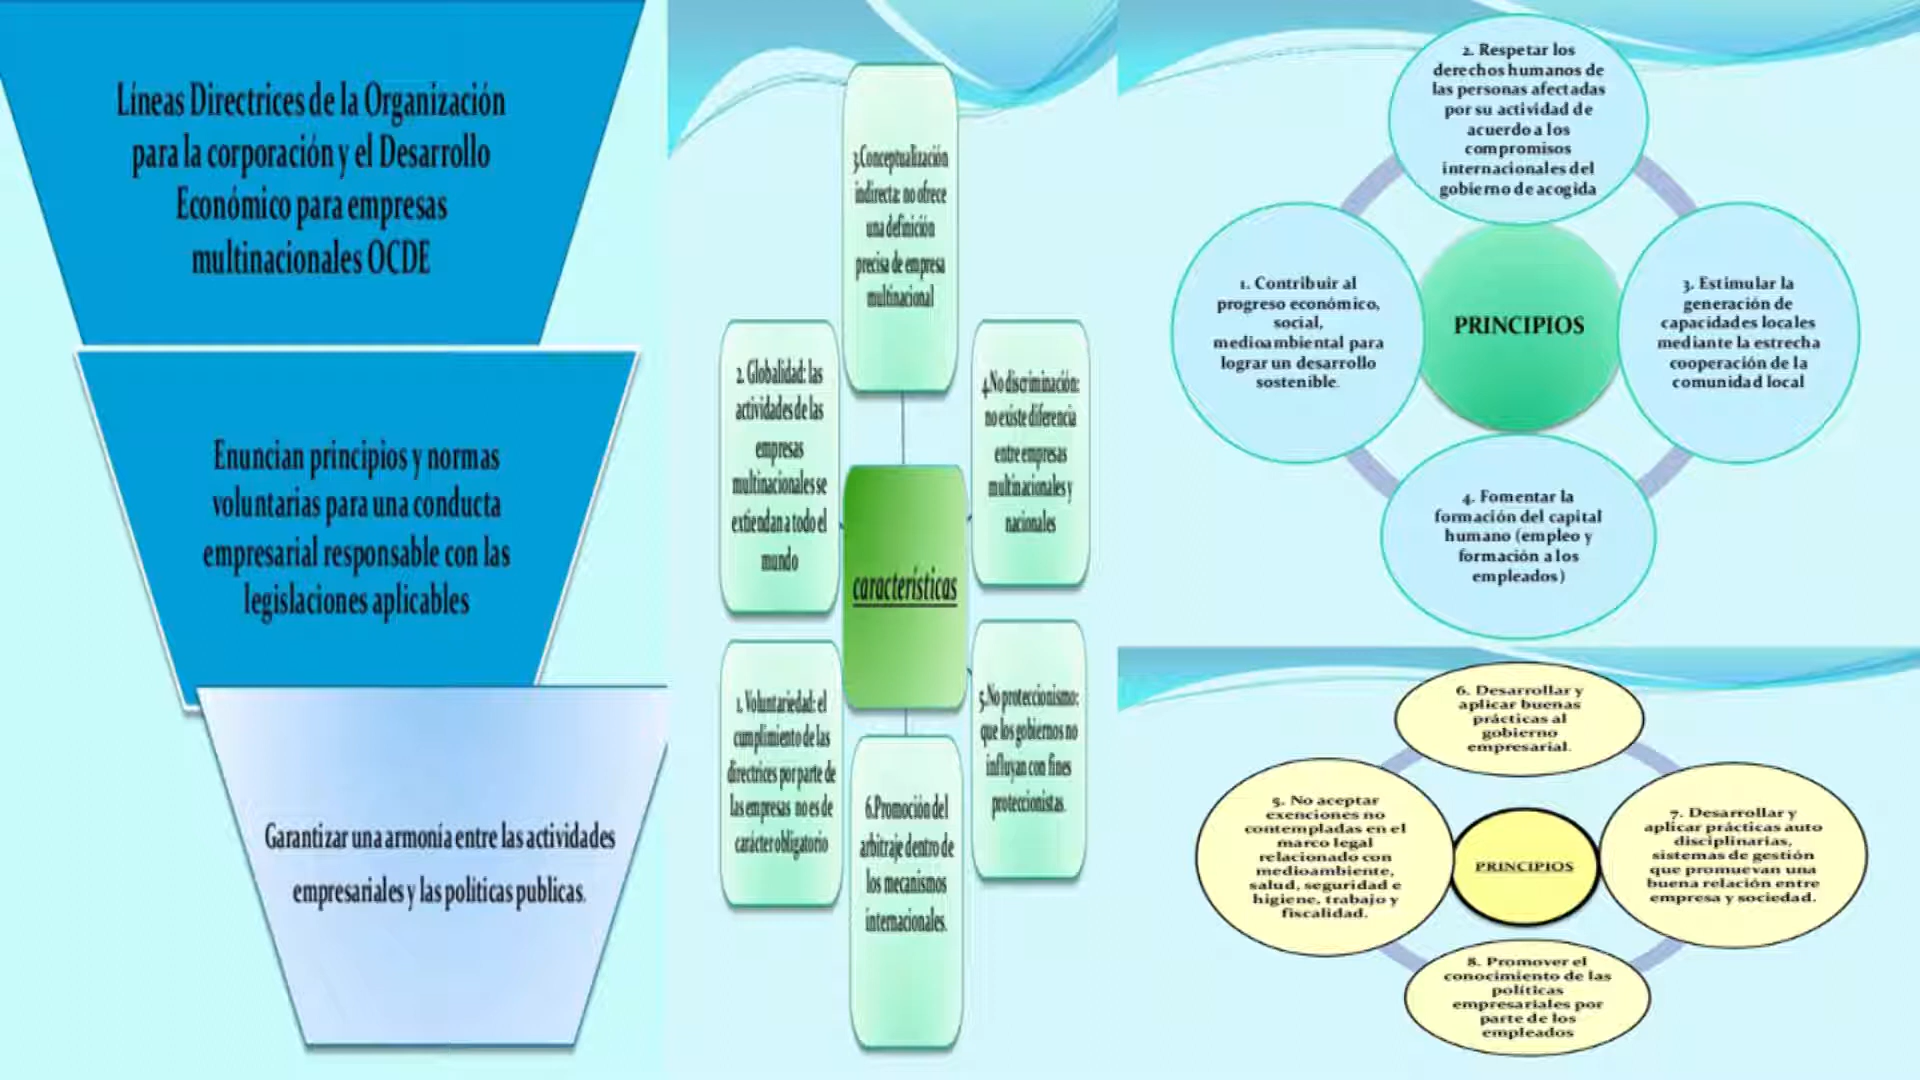 Líneas Directrices de la Organización
para la corporación y el Desarrollo
Económico para empresas
multinacionales OCDE
Enuncian principios y normas
voluntarias para una conducta
empresarial responsable con las
legislaciones aplicables
Garantizar una armonía entre las actividades
empresariales y las politicas publicas.
3.Conceptualización
indirecta: no ofrece
una definición
precisa de empresa
multinacional
2. Globalidad: las
actividades de las
empresas
multinacionales se
extiendan a todo el
mundo
4.No discriminación:
no existe diferencia
entre empresas
multinacionales y
nacionales
características
1. Voluntariedad: el
cumplimiento de las
directrices por parte de
las empresas no es de
carácter obligatorio
5.No proteccionismo:
que los gobiernos no
influyan con fines
proteccionistas.
6.Promoción del
arbitraje dentro de
los mecanismos
internacionales.
2. Respetar los
derechos humanos de
las personas afectadas
por su actividad de
acuerdo a los
compromisos
internacionales del
gobierno de acogida
1. Contribuir al
progreso económico,
social,
medioambiental para
lograr un desarrollo
sostenible.
PRINCIPIOS
3. Estimular la
generación de
capacidades locales
mediante la estrecha
cooperación de la
comunidad local
4. Fomentar la
formación del capital
humano (empleo y
formación a los
empleados)
6. Desarrollar y
aplicar buenas
prácticas al
gobierno
empresarial.
5. No aceptar
exenciones no
contempladas en el
marco legal
relacionado con
medioambiente,
salud, seguridad e
higiene, trabajo y
fiscalidad.
PRINCIPIOS
7. Desarrollar y
aplicar prácticas auto
disciplinarias,
sistemas de gestión
que promuevan una
buena relación entre
empresa y sociedad.
8. Promover el
conocimiento de las
políticas
empresariales por
parte de los
empleados